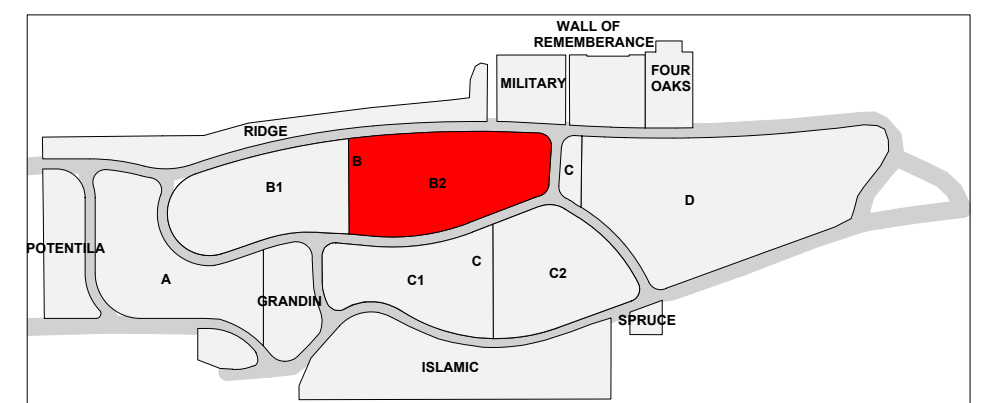 WALL OF
REMEMBERANCE
MILITARY
FOUR
OAKS
RIDGE
B
B1
B2
C
D
POTENTILA
A
GRANDIN
C
C1
C2
SPRUCE
ISLAMIC